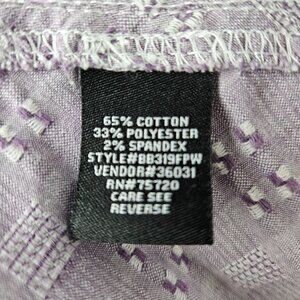 65% COTTON
33% POLYESTER
2% SPANDEX
STYLE#BB319FPW
VENDOR#36031
RN#75720
CARE SEE
REVERSE